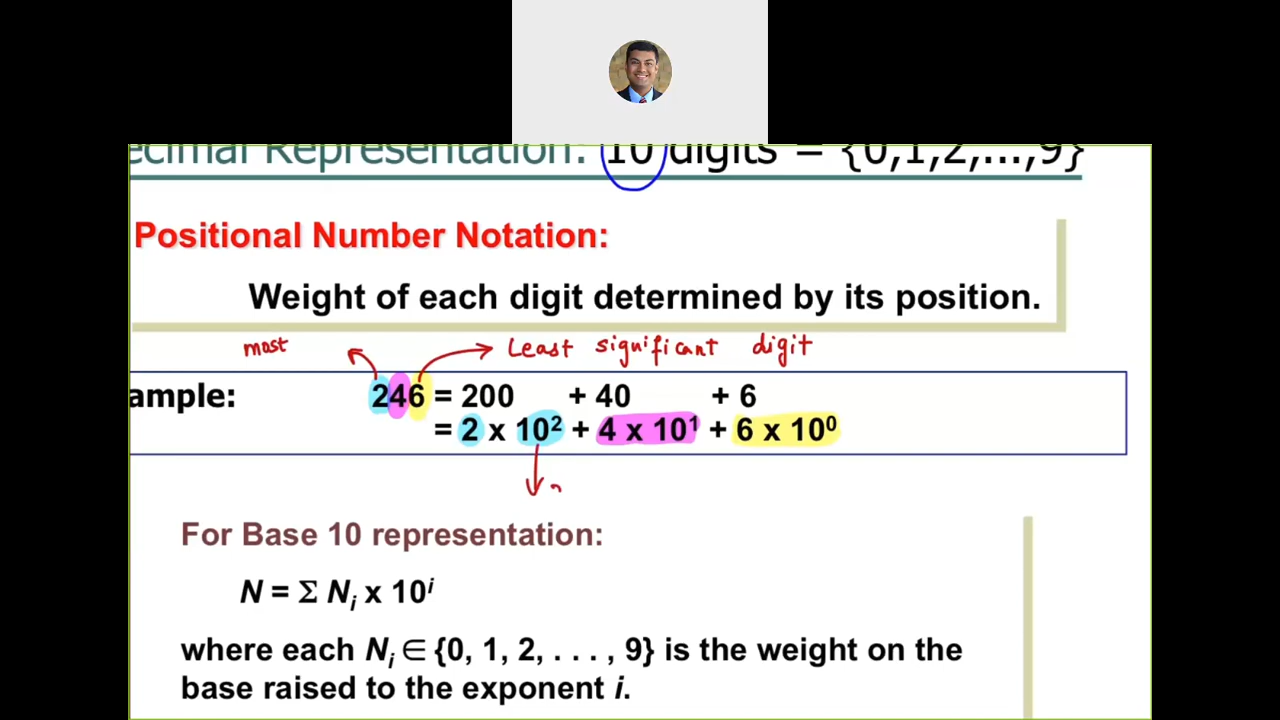 ecimal Representation: 10 digits = {0,1,2,...,9}
Positional Number Notation:
Weight of each digit determined by its position.
most Least significant digit
ample: 246 = 200 + 40 + 6
= 2 x 10² + 4 x 10¹ + 6 x 10⁰
For Base 10 representation:
N = Σ Nᵢ x 10ⁱ
where each Nᵢ ∈ {0, 1, 2, . . . , 9} is the weight on the
base raised to the exponent i.